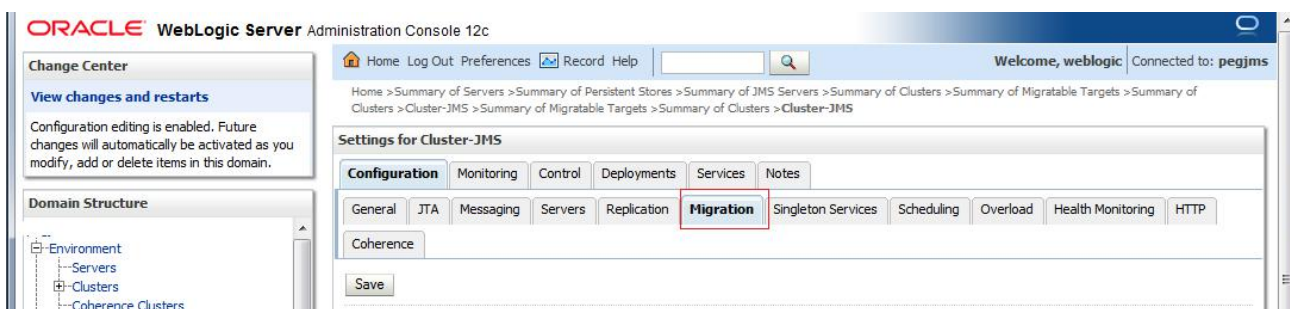 ORACLE WebLogic Server Administration Console 12c
Change Center
View changes and restarts
Configuration editing is enabled. Future
changes will automatically be activated as you
modify, add or delete items in this domain.
Domain Structure
Environment
Servers
Clusters
Coherence Clusters
Home Log Out Preferences Record Help
Welcome, weblogic Connected to: pegjms
Home >Summary of Servers >Summary of Persistent Stores >Summary of JMS Servers >Summary of Clusters >Summary of Migratable Targets >Summary of
Clusters >Cluster-JMS >Summary of Migratable Targets >Summary of Clusters >Cluster-JMS
Settings for Cluster-JMS
Configuration Monitoring Control Deployments Services Notes
General JTA Messaging Servers Replication Migration Singleton Services Scheduling Overload Health Monitoring HTTP
Coherence
Save